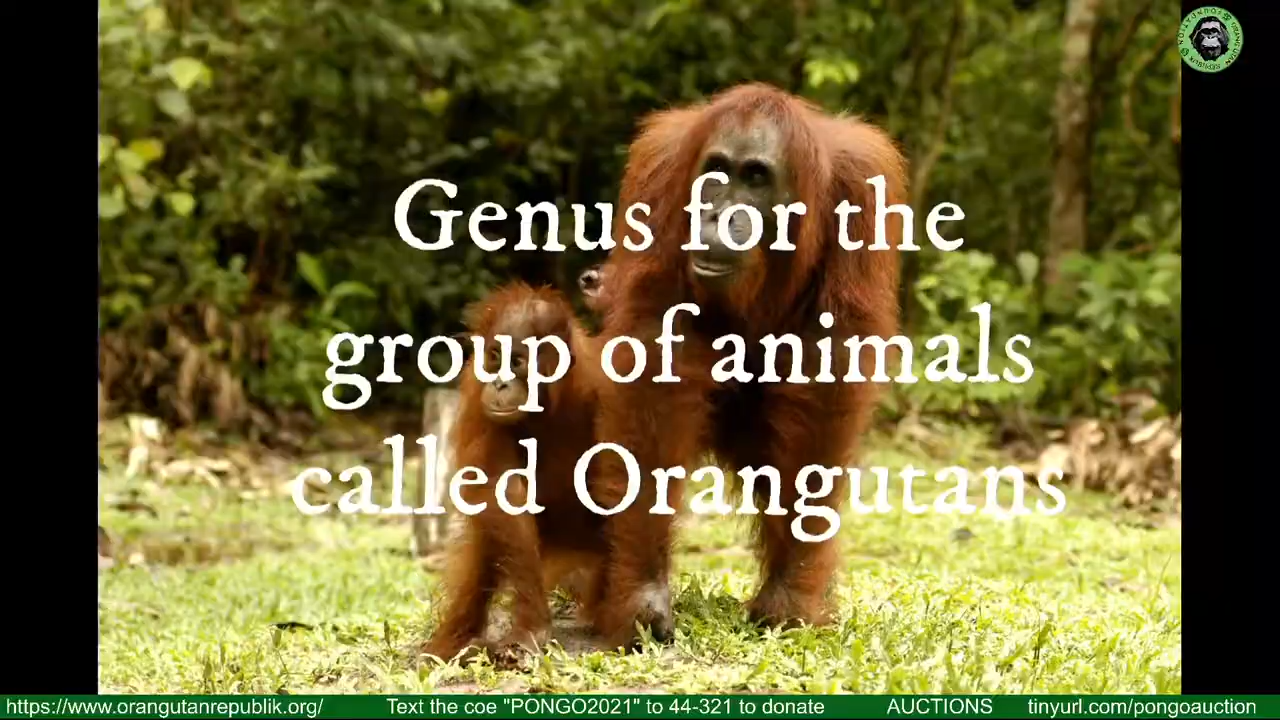 Genus for the
group of animals
called Orangutans
https://www.orangutanrepublik.org/ Text the coe "PONGO2021" to 44-321 to donate AUCTIONS tinyurl.com/pongoauction